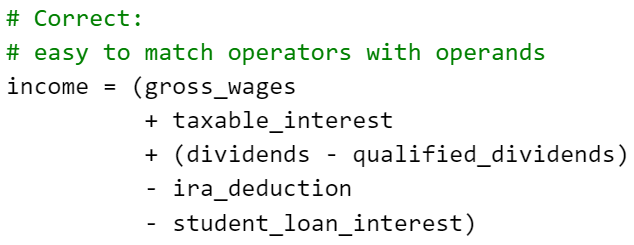 # Correct:
# easy to match operators with operands
income = (gross_wages
          + taxable_interest
          + (dividends - qualified_dividends)
          - ira_deduction
          - student_loan_interest)